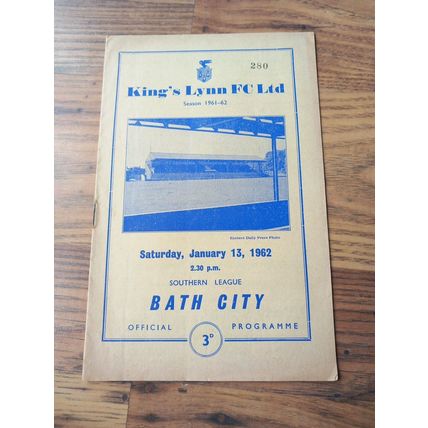 280
King's Lynn FC Ltd
Season 1961-62
Eastern Daily Press Photo
Saturday, January 13, 1962
2.30 p.m.
SOUTHERN LEAGUE
BATH CITY
OFFICIAL PROGRAMME
3D